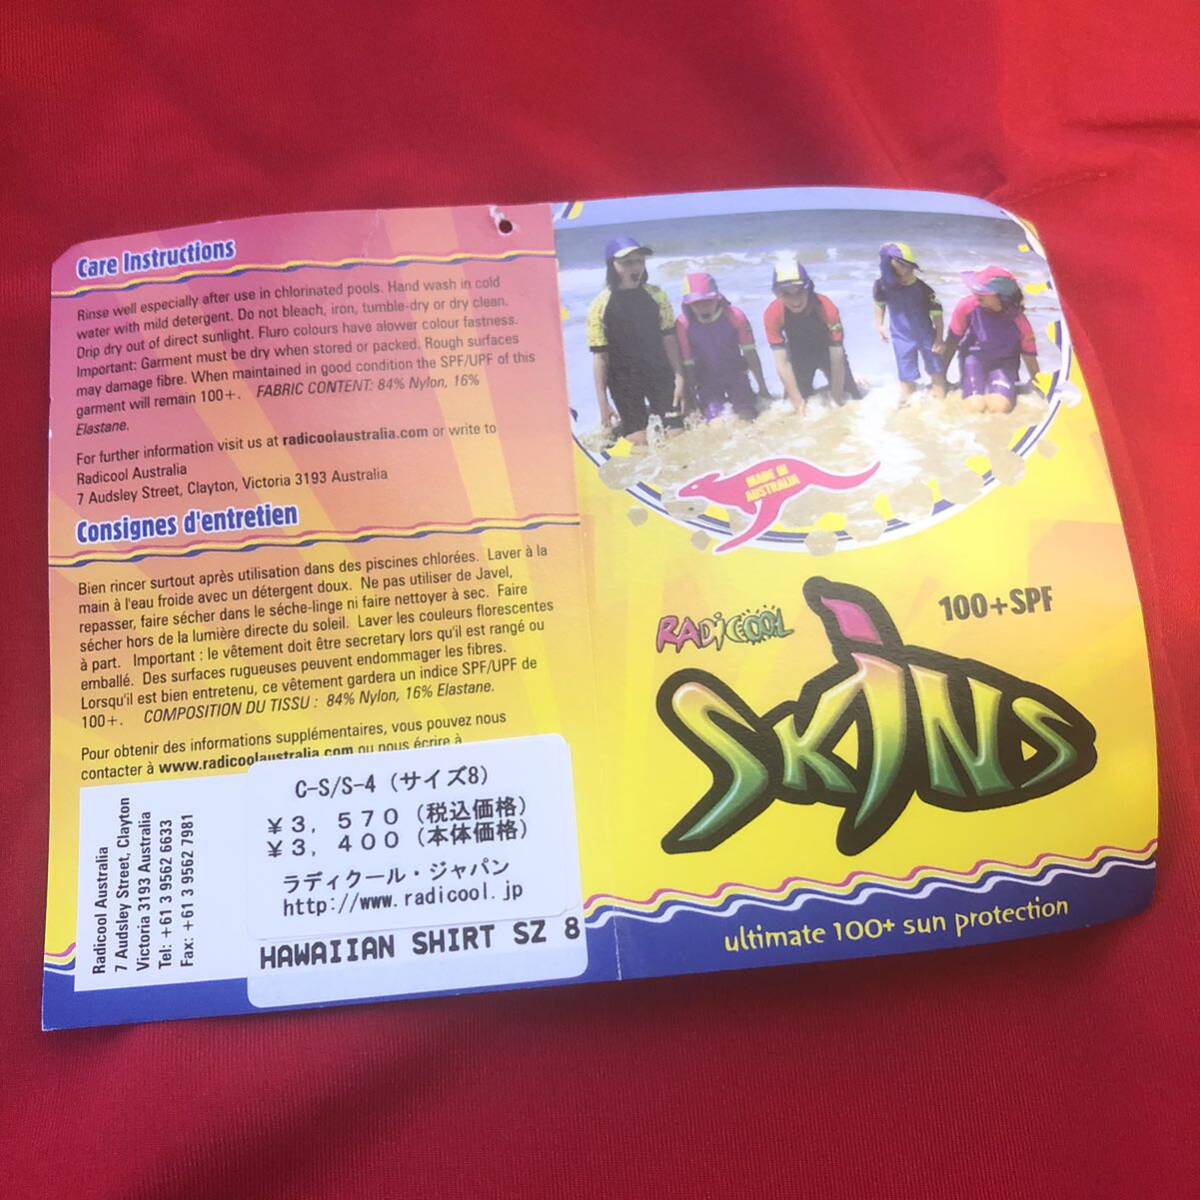 Care Instructions
Rinse well especially after use in chlorinated pools. Hand wash in cold
water with mild detergent. Do not bleach, iron, tumble-dry or dry clean.
Drip dry out of direct sunlight. Fluro colours have alower colour fastness.
Important: Garment must be dry when stored or packed. Rough surfaces
may damage fibre. When maintained in good condition the SPF/UPF of this
garment will remain 100+. FABRIC CONTENT: 84% Nylon, 16%
Elastane.
For further information visit us at radicoolaustralia.com or write to
Radicool Australia
7 Audsley Street, Clayton, Victoria 3193 Australia
Consignes d'entretien
Bien rincer surtout après utilisation dans des piscines chlorées. Laver à la
main à l'eau froide avec un détergent doux. Ne pas utiliser de Javel,
repasser, faire sécher dans le séche-linge ni faire nettoyer à sec. Faire
sécher hors de la lumière directe du soleil. Laver les couleurs florescentes
à part. Important : le vêtement doit être secretary lors qu'il est rangé ou
emballé. Des surfaces rugueuses peuvent endommager les fibres.
Lorsqu'il est bien entretenu, ce vêtement gardera un indice SPF/UPF de
100+. COMPOSITION DU TISSU : 84% Nylon, 16% Elastane.
Pour obtenir des informations supplémentaires, vous pouvez nous
contacter à www.radicoolaustralia.com ou nous écrire à
Radicool Australia
7 Audsley Street, Clayton
Victoria 3193 Australia
Tel: +61 3 9562 6633
Fax: +61 3 9562 7981
C-S/S-4 (サイズ8)
¥3,570(税込価格)
¥3,400(本体価格)
ラディクール・ジャパン
http://www.radicool.jp
HAWAIIAN SHIRT SZ 8
MADE IN
AUSTRALIA
RADICOOL
100+SPF
SKINS
ultimate 100+ sun protection